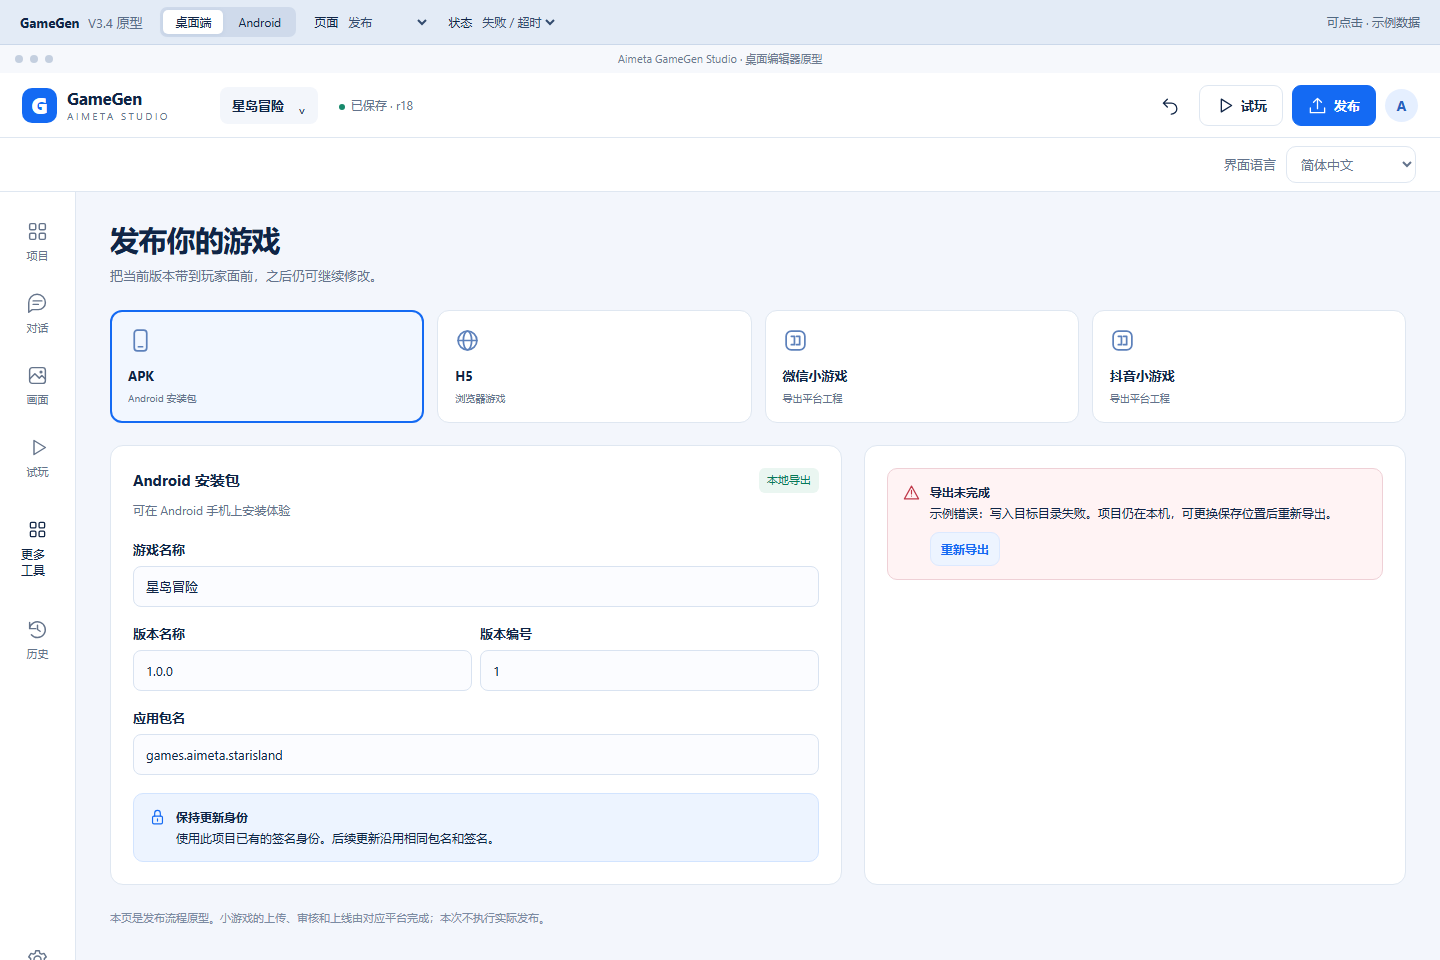 GameGen V3.4 原型 桌面端 Android 页面 发布 状态 失败 / 超时 可点击 · 示例数据
Aimeta GameGen Studio · 桌面编辑器原型
G GameGen
AIMETA STUDIO
星岛冒险
已保存 · r18
试玩
发布
A
界面语言 简体中文
项目
对话
画面
试玩
更多
工具
历史
发布你的游戏
把当前版本带到玩家面前，之后仍可继续修改。
APK
Android 安装包
H5
浏览器游戏
微信小游戏
导出平台工程
抖音小游戏
导出平台工程
Android 安装包
本地导出
可在 Android 手机上安装体验
游戏名称
星岛冒险
版本名称 版本编号
1.0.0 1
应用包名
games.aimeta.starisland
保持更新身份
使用此项目已有的签名身份。后续更新沿用相同包名和签名。
导出未完成
示例错误：写入目标目录失败。项目仍在本机，可更换保存位置后重新导出。
重新导出
本页是发布流程原型。小游戏的上传、审核和上线由对应平台完成；本次不执行实际发布。